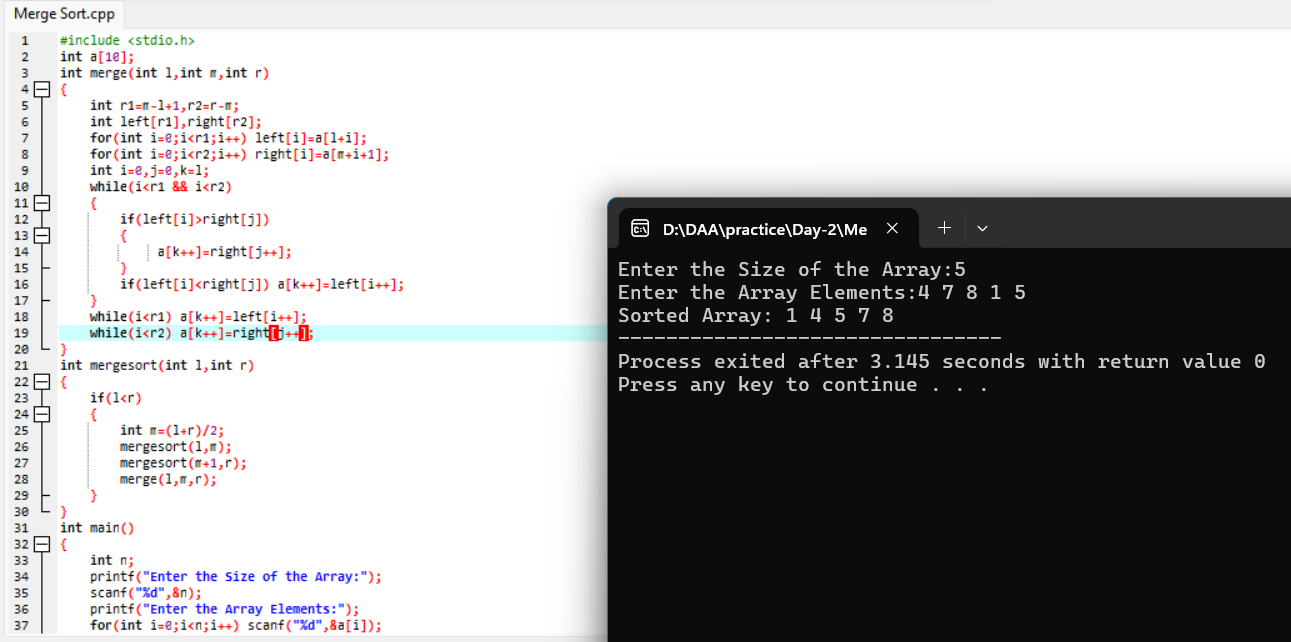 Merge Sort.cpp
1 #include <stdio.h>
2 int a[10];
3 int merge(int l,int m,int r)
4 {
5 int r1=m-l+1,r2=r-m;
6 int left[r1],right[r2];
7 for(int i=0;i<r1;i++) left[i]=a[l+i];
8 for(int i=0;i<r2;i++) right[i]=a[m+i+1];
9 int i=0,j=0,k=l;
10 while(i<r1 && i<r2)
11 {
12 if(left[i]>right[j])
13 {
14 a[k++]=right[j++];
15 }
16 if(left[i]<right[j]) a[k++]=left[i++];
17 }
18 while(i<r1) a[k++]=left[i++];
19 while(i<r2) a[k++]=right[j++];
20 }
21 int mergesort(int l,int r)
22 {
23 if(l<r)
24 {
25 int m=(l+r)/2;
26 mergesort(l,m);
27 mergesort(m+1,r);
28 merge(l,m,r);
29 }
30 }
31 int main()
32 {
33 int n;
34 printf("Enter the Size of the Array:");
35 scanf("%d",&n);
36 printf("Enter the Array Elements:");
37 for(int i=0;i<n;i++) scanf("%d",&a[i]);
D:\DAA\practice\Day-2\Me
Enter the Size of the Array:5
Enter the Array Elements:4 7 8 1 5
Sorted Array: 1 4 5 7 8
--------------------------------
Process exited after 3.145 seconds with return value 0
Press any key to continue . . .